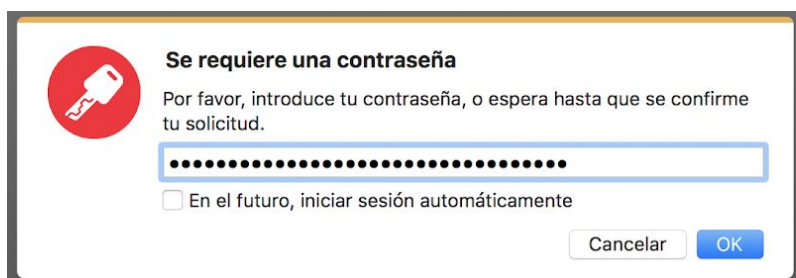 Se requiere una contraseña
Por favor, introduce tu contraseña, o espera hasta que se confirme
tu solicitud.
••••••••••••••••••••••••••••••••••
En el futuro, iniciar sesión automáticamente
Cancelar OK